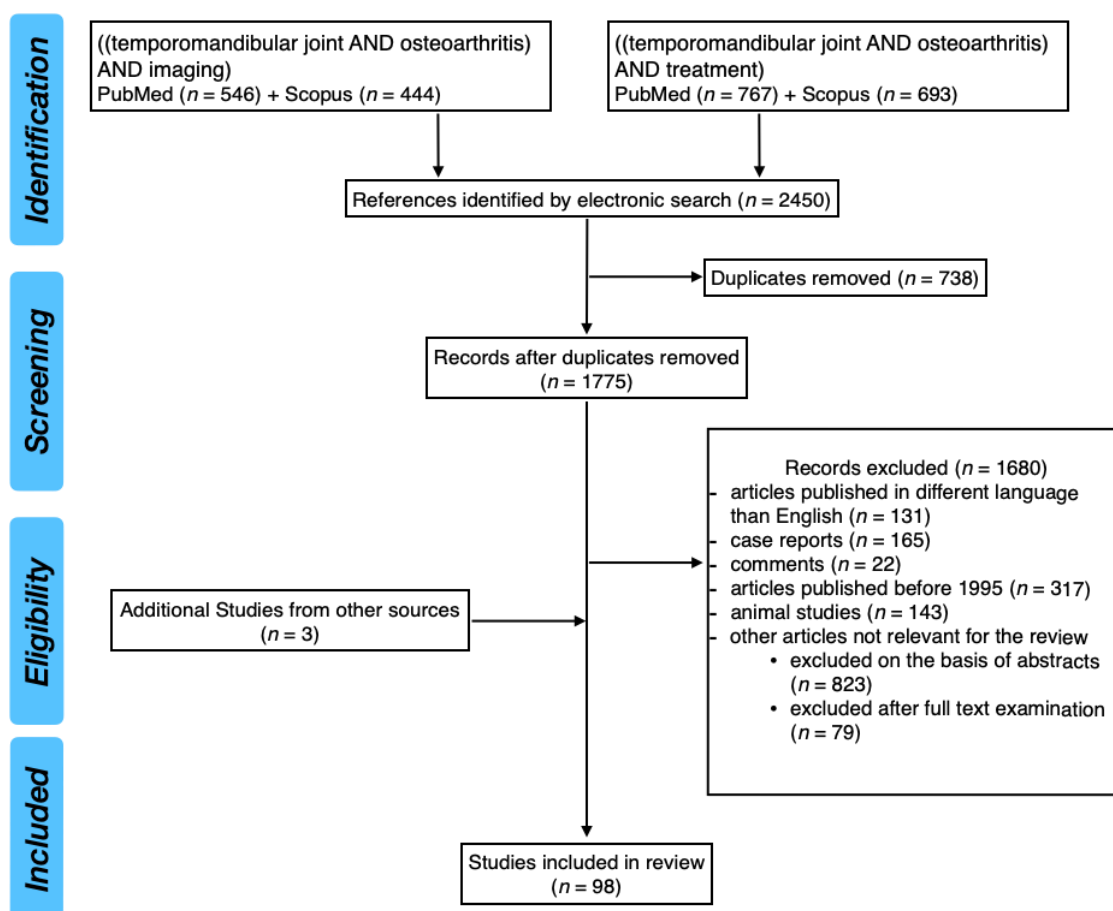 Identification
((temporomandibular joint AND osteoarthritis)
AND imaging)
PubMed (n = 546) + Scopus (n = 444)
((temporomandibular joint AND osteoarthritis)
AND treatment)
PubMed (n = 767) + Scopus (n = 693)
References identified by electronic search (n = 2450)
Duplicates removed (n = 738)
Screening
Records after duplicates removed
(n = 1775)
Records excluded (n = 1680)
- articles published in different language
than English (n = 131)
- case reports (n = 165)
- comments (n = 22)
- articles published before 1995 (n = 317)
- animal studies (n = 143)
- other articles not relevant for the review
• excluded on the basis of abstracts
(n = 823)
• excluded after full text examination
(n = 79)
Eligibility
Additional Studies from other sources
(n = 3)
Included
Studies included in review
(n = 98)